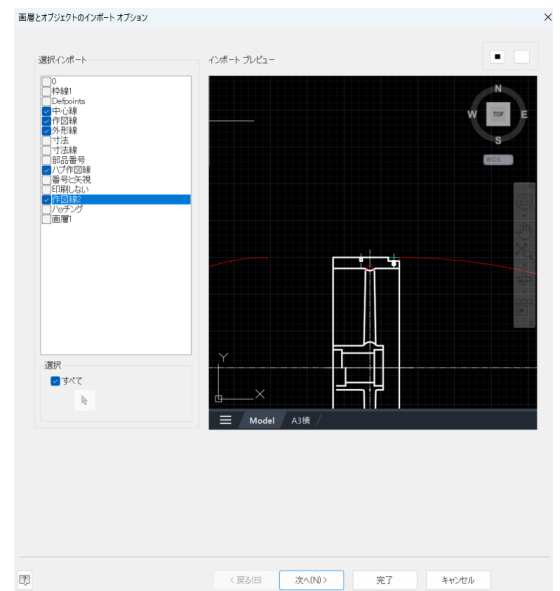 画層とオブジェクトのインポート オプション
選択インポート
0
枠線1
Defpoints
中心線
作図線
外形線
寸法
寸法線
部品番号
ハブ作図線
番号と矢視
印刷しない
作図線2
ハッチング
画層1
選択
すべて
インポート プレビュー
N
W
TOP
E
S
WCS
Y
X
Model
A3横
< 戻る(B)
次へ(N) >
完了
キャンセル